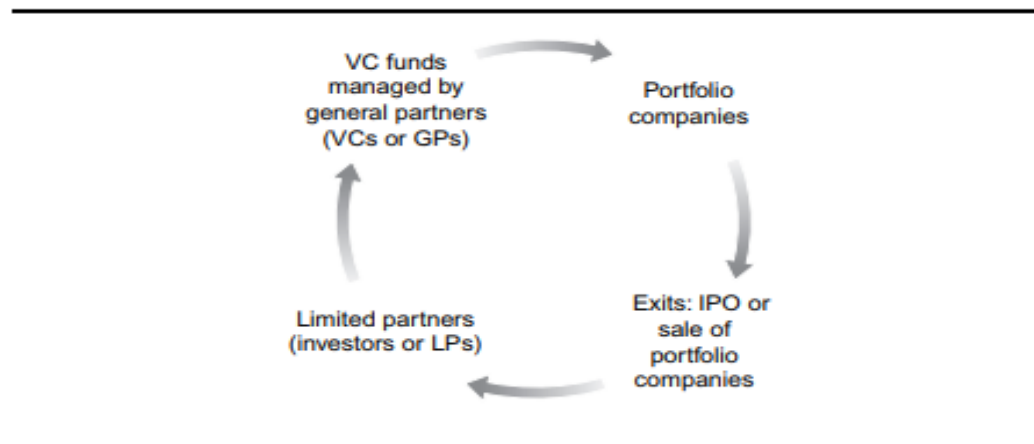 VC funds
managed by
general partners
(VCs or GPs)
Portfolio
companies
Limited partners
(investors or LPs)
Exits: IPO or
sale of
portfolio
companies